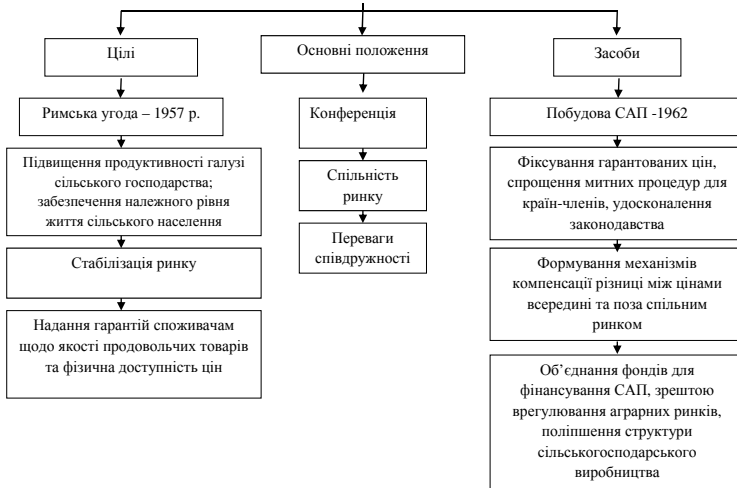 Цілі
Римська угода – 1957 р.
Підвищення продуктивності галузі
сільського господарства;
забезпечення належного рівня
життя сільського населення
Стабілізація ринку
Надання гарантій споживачам
щодо якості продовольчих товарів
та фізична доступність цін
Основні положення
Конференція
Спільність
ринку
Переваги
співдружності
Засоби
Побудова САП -1962
Фіксування гарантованих цін,
спрощення митних процедур для
країн-членів, удосконалення
законодавства
Формування механізмів
компенсації різниці між цінами
всередині та поза спільним
ринком
Об’єднання фондів для
фінансування САП, зрештою
врегулювання аграрних ринків,
поліпшення структури
сільськогосподарського
виробництва